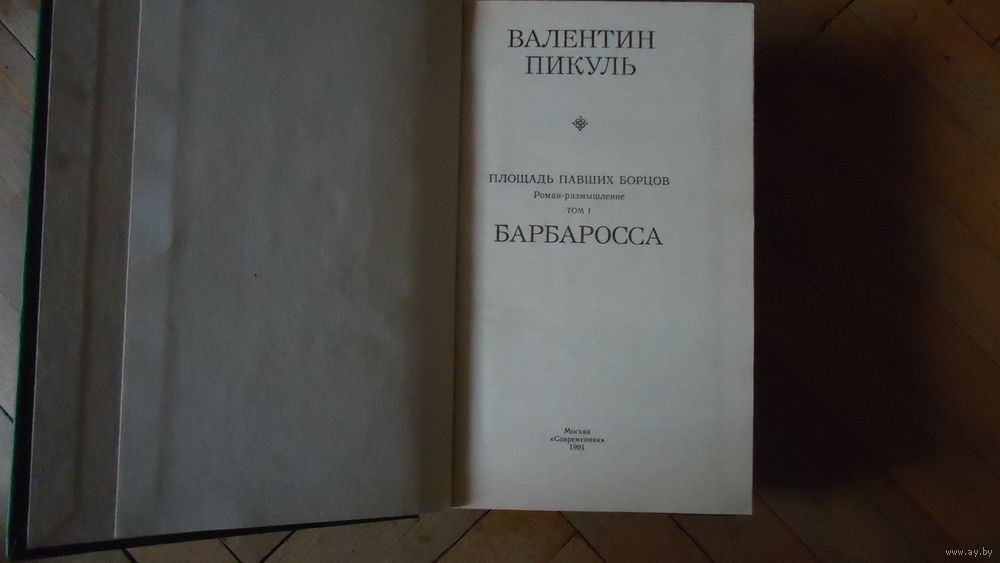 ВАЛЕНТИН
ПИКУЛЬ
ПЛОЩАДЬ ПАВШИХ БОРЦОВ
Роман-размышление
ТОМ I
БАРБАРОССА
Москва
«Современник»
1991
www.ay.by